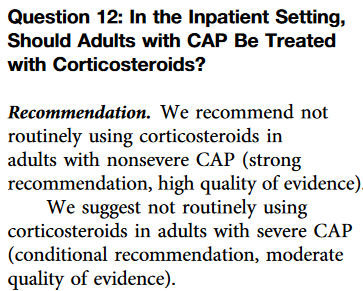 Question 12: In the Inpatient Setting,
Should Adults with CAP Be Treated
with Corticosteroids?
Recommendation. We recommend not
routinely using corticosteroids in
adults with nonsevere CAP (strong
recommendation, high quality of evidence).
We suggest not routinely using
corticosteroids in adults with severe CAP
(conditional recommendation, moderate
quality of evidence).